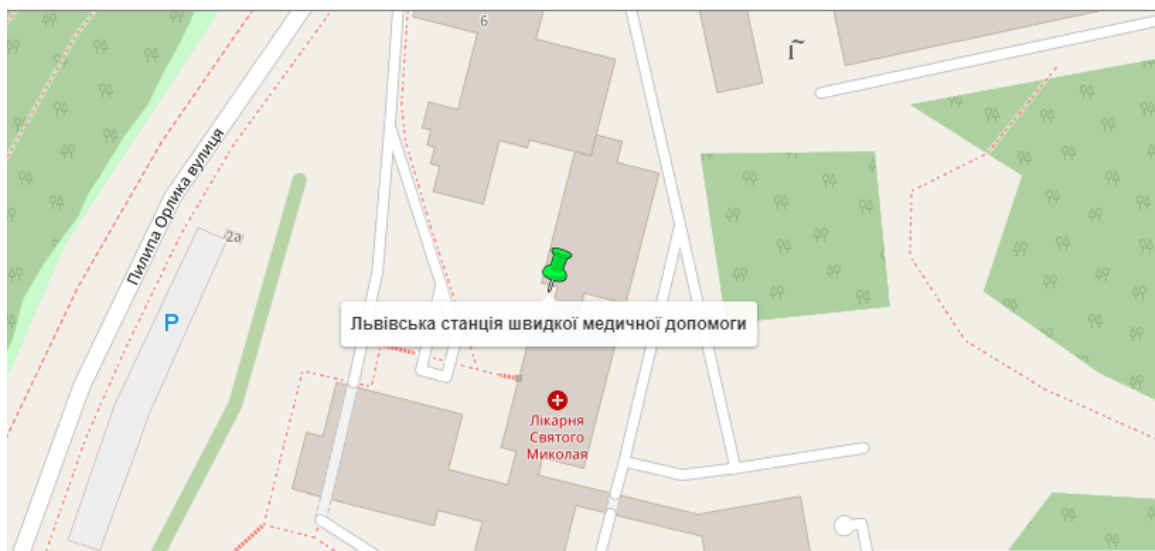 6
ї
Пилипа Орлика вулиця
2а
P
Львівська станція швидкої медичної допомоги
Лікарня
Святого
Миколая